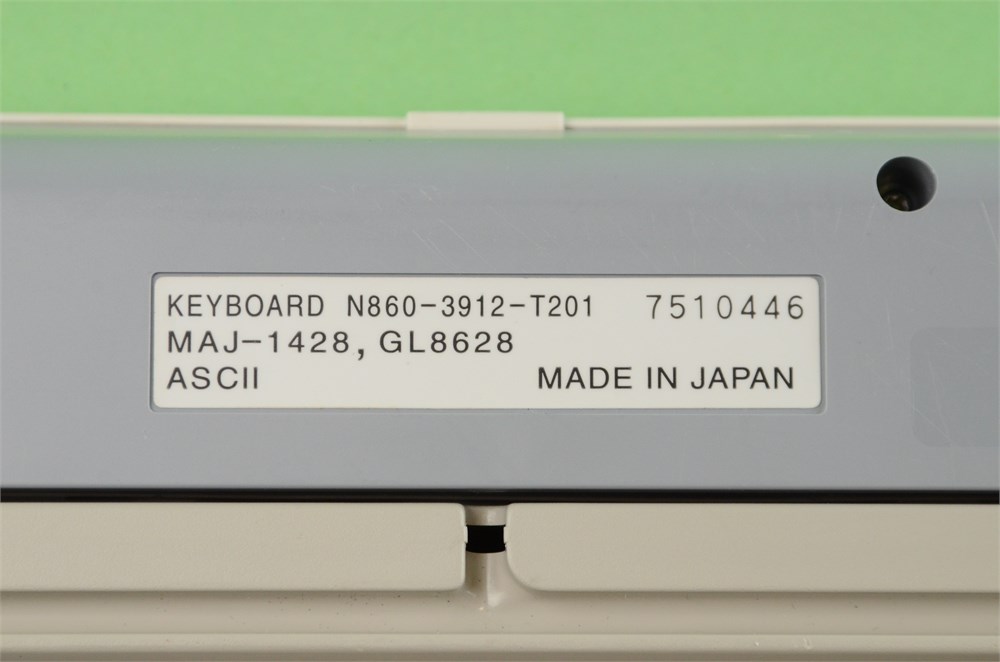 KEYBOARD N860-3912-T201 7510446
MAJ-1428, GL8628
ASCII MADE IN JAPAN